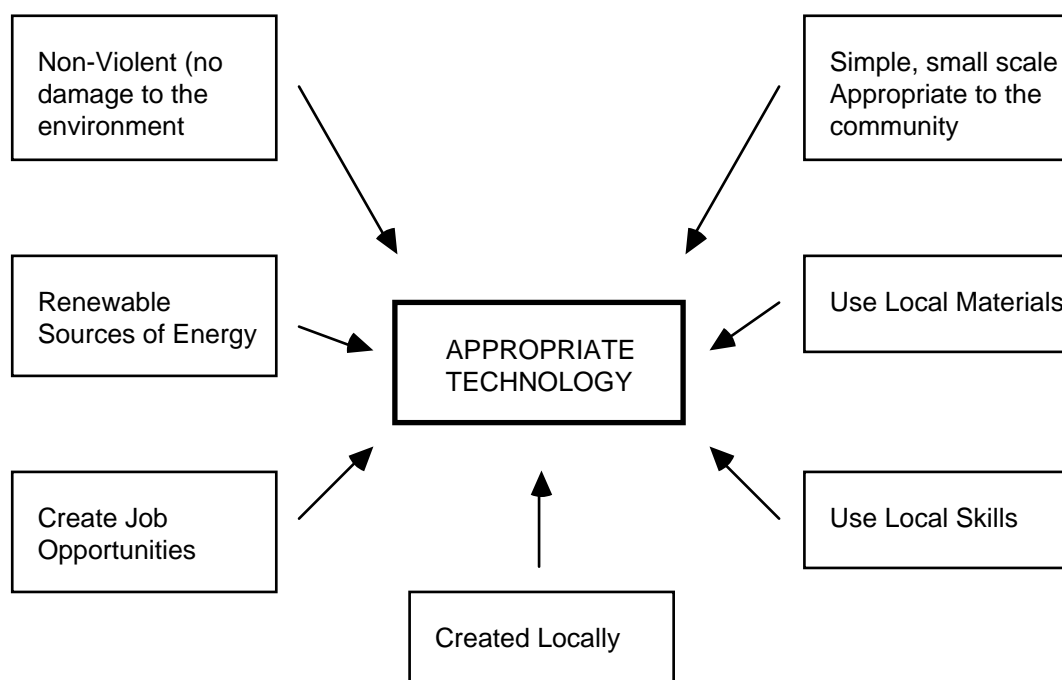 Non-Violent (no
damage to the
environment
Simple, small scale
Appropriate to the
community
Renewable
Sources of Energy
Use Local Materials
APPROPRIATE
TECHNOLOGY
Create Job
Opportunities
Use Local Skills
Created Locally